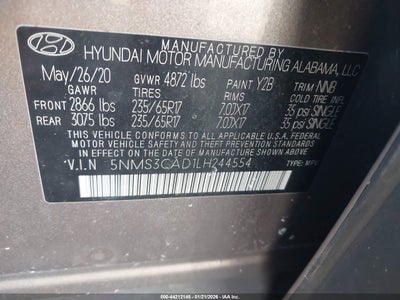 MANUFACTURED BY
HYUNDAI MOTOR MANUFACTURING ALABAMA, LLC
May/26/20 GVWR 4872 lbs PAINT Y2B TRIM NNB
GAWR TIRES RIMS COLD TIRE PRESSURE
FRONT 2866 lbs 235/65R17 7.0JX17 35 psi SINGLE
REAR 3075 lbs 235/65R17 7.0JX17 35 psi SINGLE
THIS VEHICLE CONFORMS TO ALL APPLICABLE U.S.A. FEDERAL
MOTOR VEHICLE SAFETY AND THEFT PREVENTION STANDARDS
IN EFFECT ON THE DATE OF MANUFACTURE SHOWN ABOVE.
V.I.N 5NMS3CAD1LH244554 TYPE: MPV
500-44212148 - 01/21/2026 - IAAI